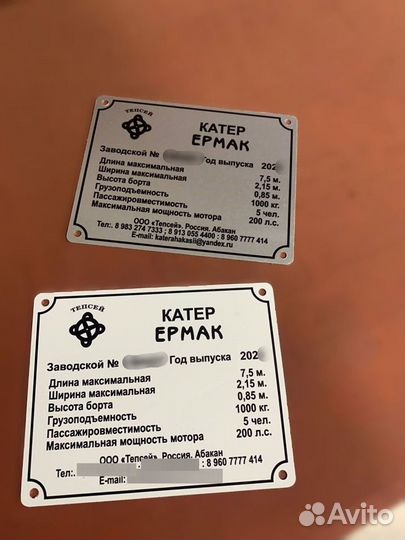 ТЕПСЕЙ
КАТЕР
ЕРМАК
Заводской № Год выпуска 202
Длина максимальная 7,5 м.
Ширина максимальная 2,15 м.
Высота борта 0,85 м.
Грузоподъемность 1000 кг.
Пассажировместимость 5 чел.
Максимальная мощность мотора 200 л.с.
ООО «Тепсей». Россия. Абакан
Тел:. 8 983 274 7333 ; 8 913 055 4400 ; 8 960 7777 414
E-mail: katerahakasii@yandex.ru
ТЕПСЕЙ
КАТЕР
ЕРМАК
Заводской № Год выпуска 202
Длина максимальная 7,5 м.
Ширина максимальная 2,15 м.
Высота борта 0,85 м.
Грузоподъемность 1000 кг.
Пассажировместимость 5 чел.
Максимальная мощность мотора 200 л.с.
ООО «Тепсей». Россия. Абакан
Тел:. ; 8 960 7777 414
E-mail:
Avito